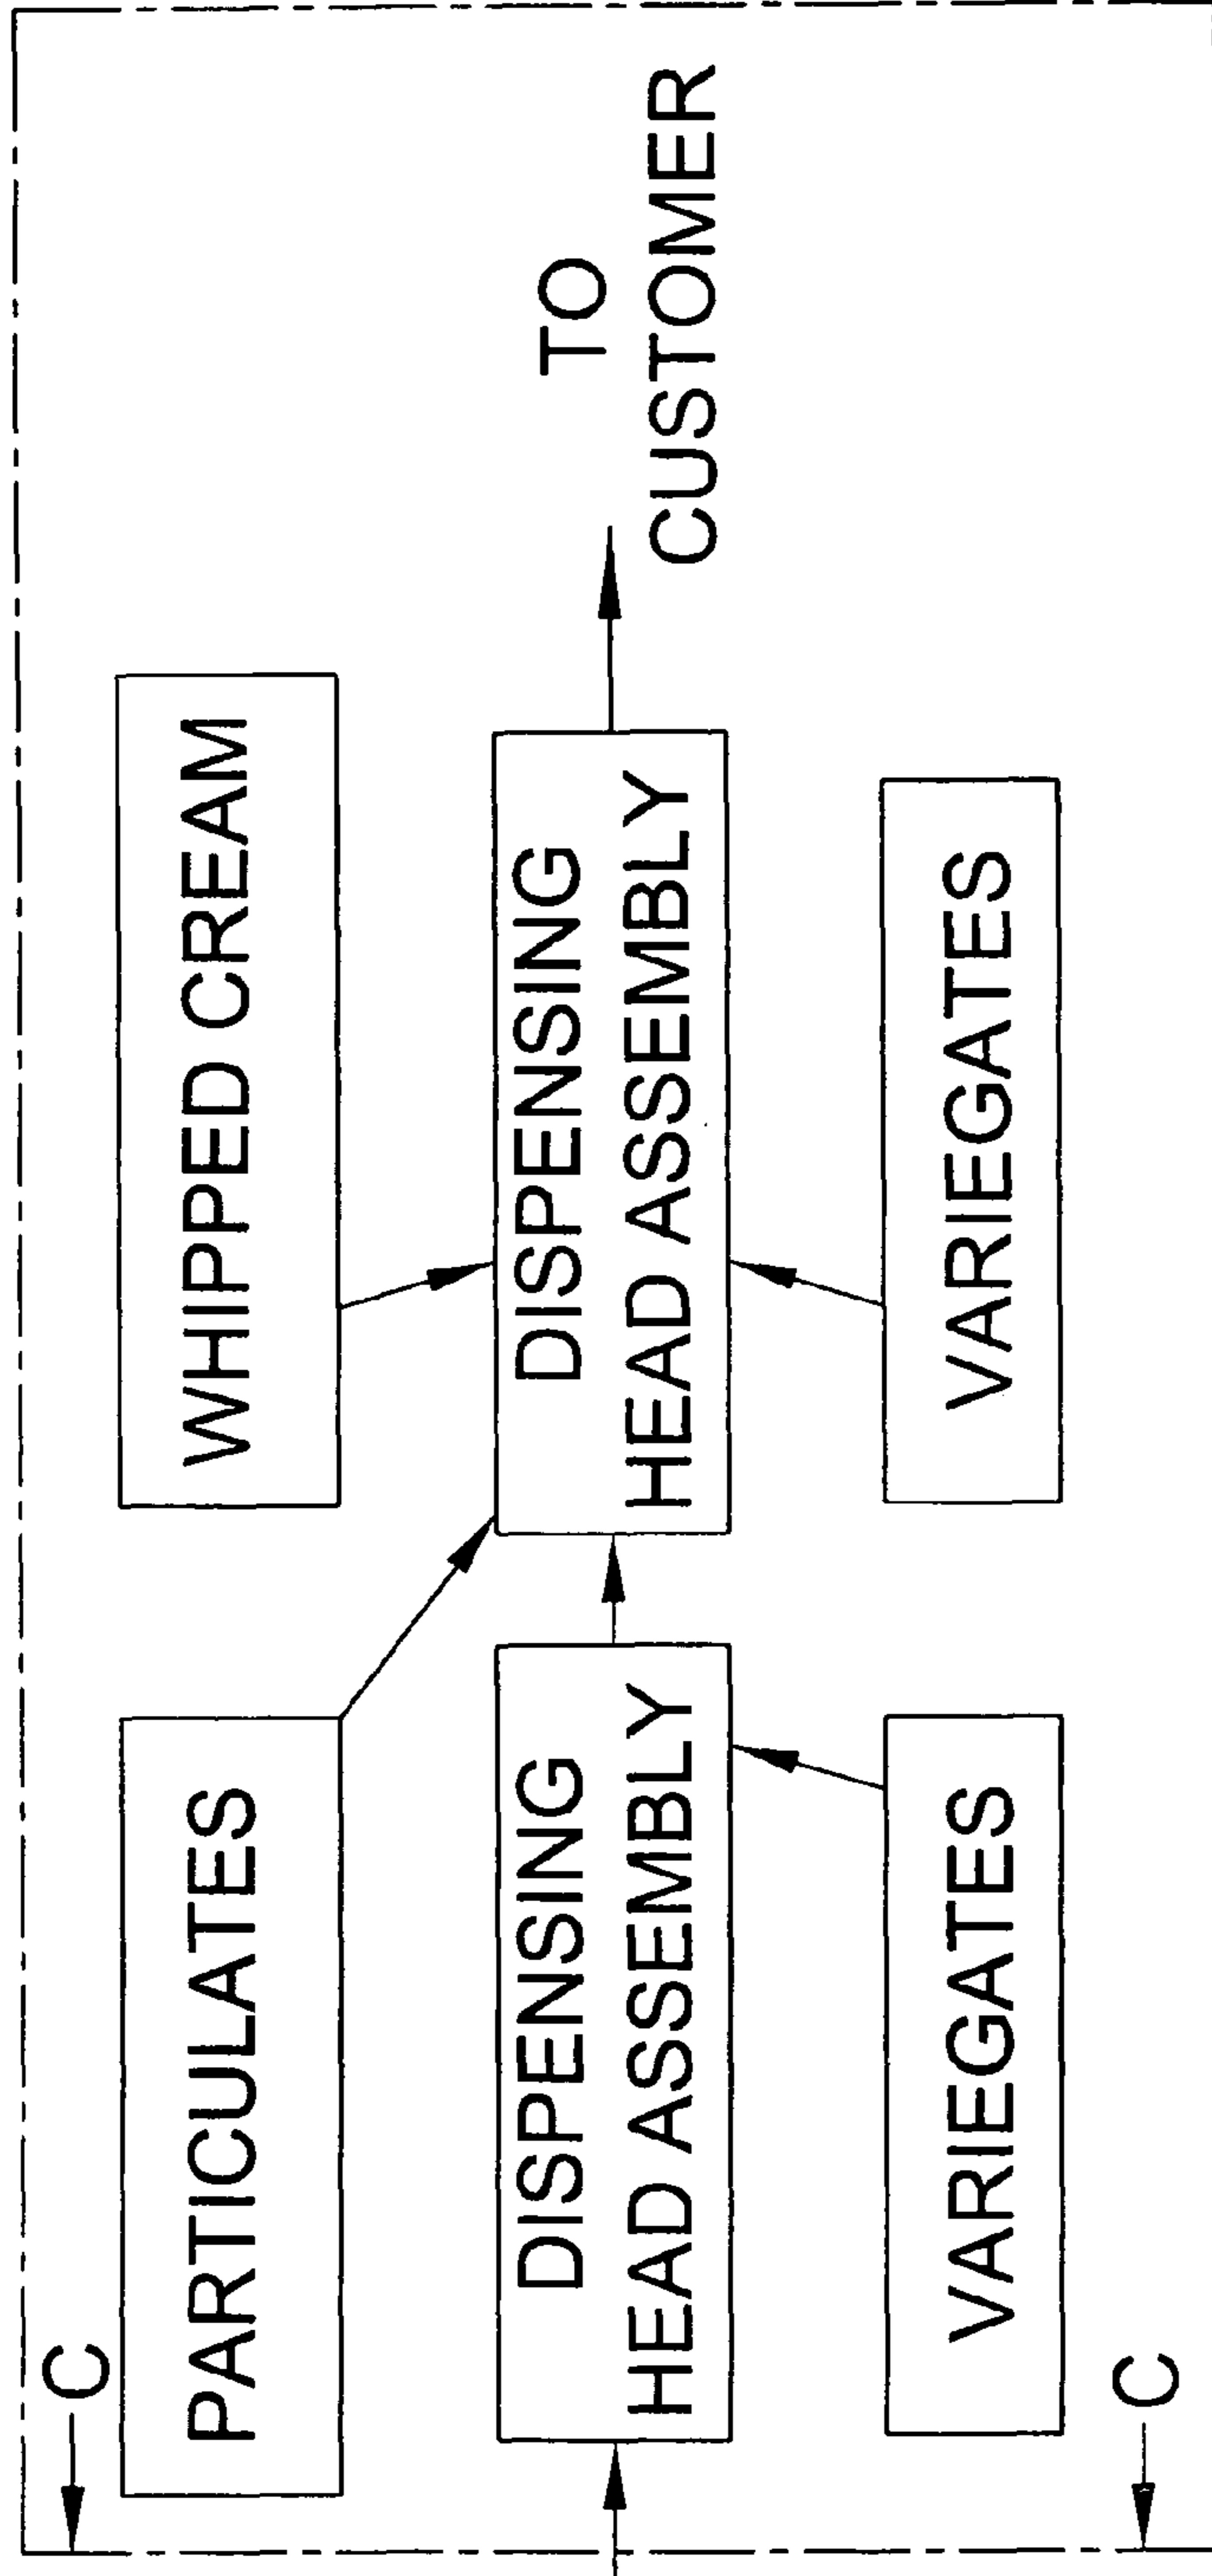 C
PARTICULATES
WHIPPED CREAM
DISPENSING
HEAD ASSEMBLY
DISPENSING
HEAD ASSEMBLY
TO
CUSTOMER
VARIEGATES
VARIEGATES
C